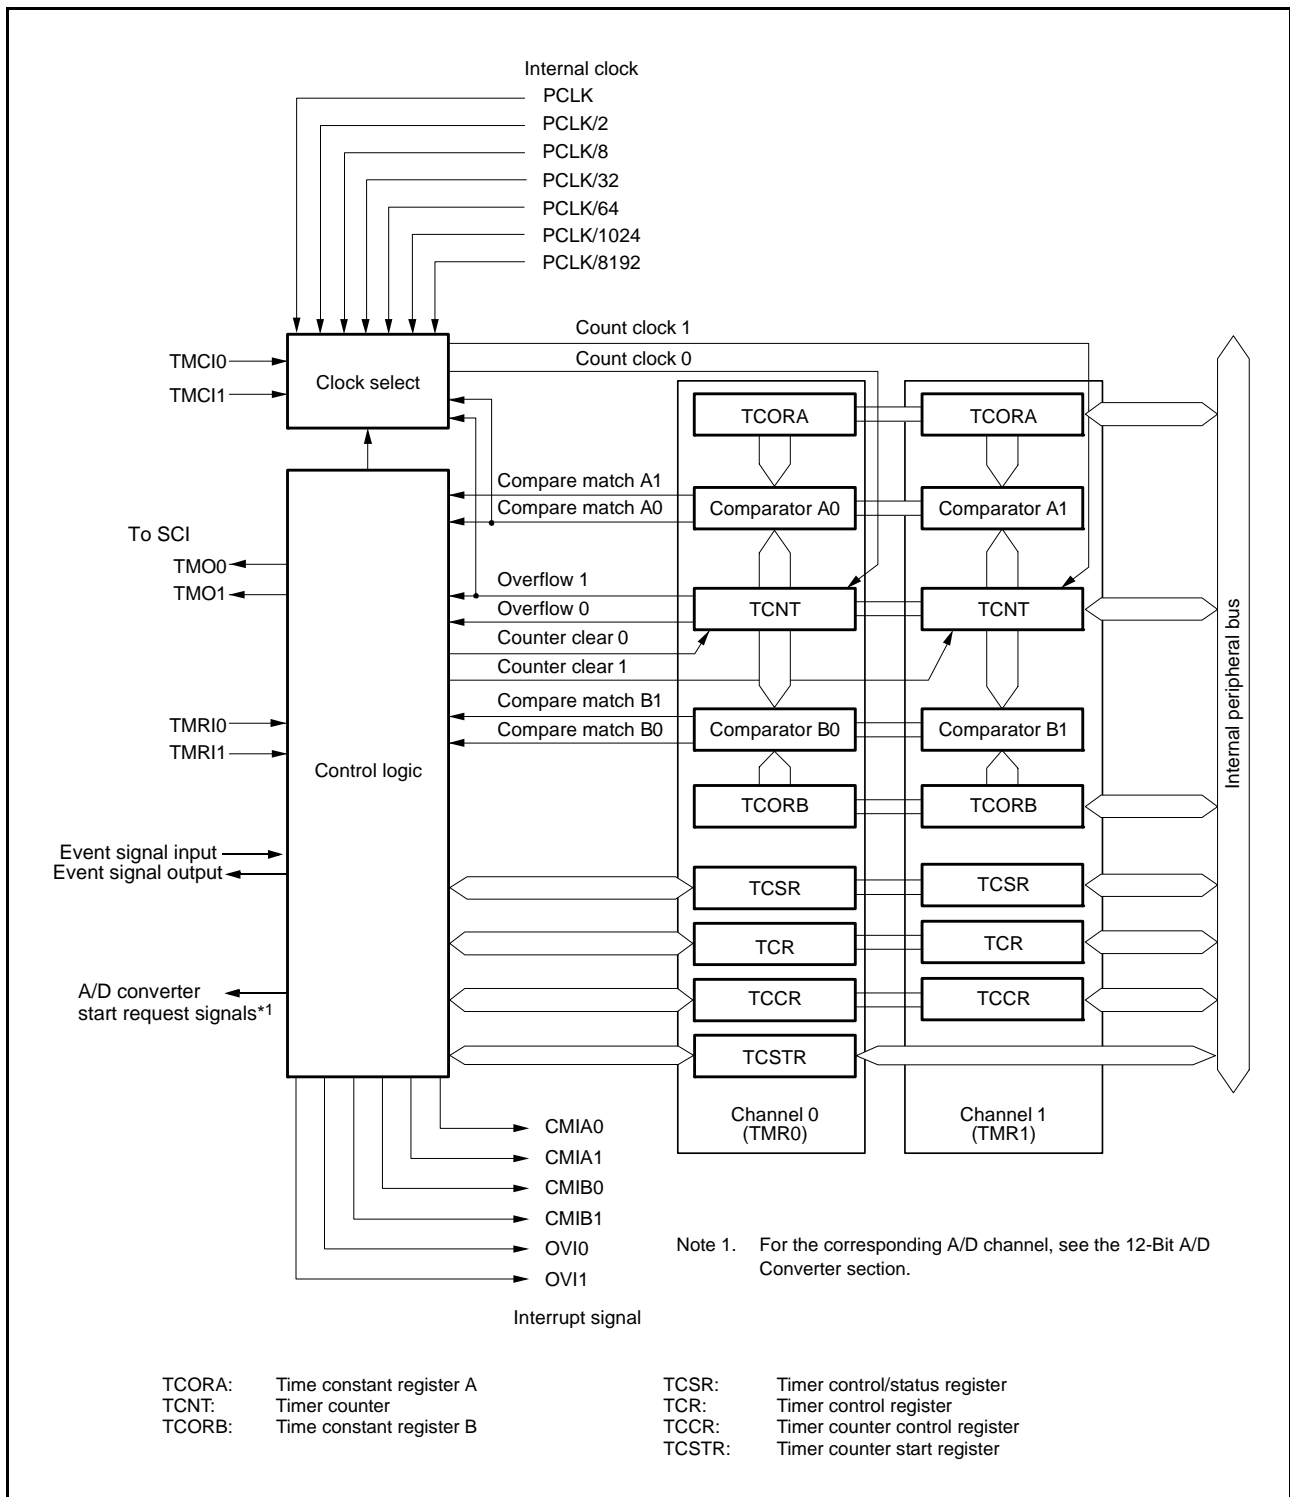 Internal clock
PCLK
PCLK/2
PCLK/8
PCLK/32
PCLK/64
PCLK/1024
PCLK/8192
Count clock 1
Count clock 0
TMCI0
TMCI1
Clock select
TCORA
TCORA
Compare match A1
Compare match A0
Comparator A0
Comparator A1
To SCI
TMO0
TMO1
Overflow 1
Overflow 0
Counter clear 0
Counter clear 1
TCNT
TCNT
Internal peripheral bus
Compare match B1
Compare match B0
Comparator B0
Comparator B1
TMRI0
TMRI1
Control logic
TCORB
TCORB
Event signal input
Event signal output
TCSR
TCSR
TCR
TCR
A/D converter
start request signals*1
TCCR
TCCR
TCSTR
Channel 0
(TMR0)
Channel 1
(TMR1)
CMIA0
CMIA1
CMIB0
CMIB1
OVI0
OVI1
Interrupt signal
Note 1. For the corresponding A/D channel, see the 12-Bit A/D
Converter section.
TCORA: Time constant register A
TCNT: Timer counter
TCORB: Time constant register B
TCSR: Timer control/status register
TCR: Timer control register
TCCR: Timer counter control register
TCSTR: Timer counter start register